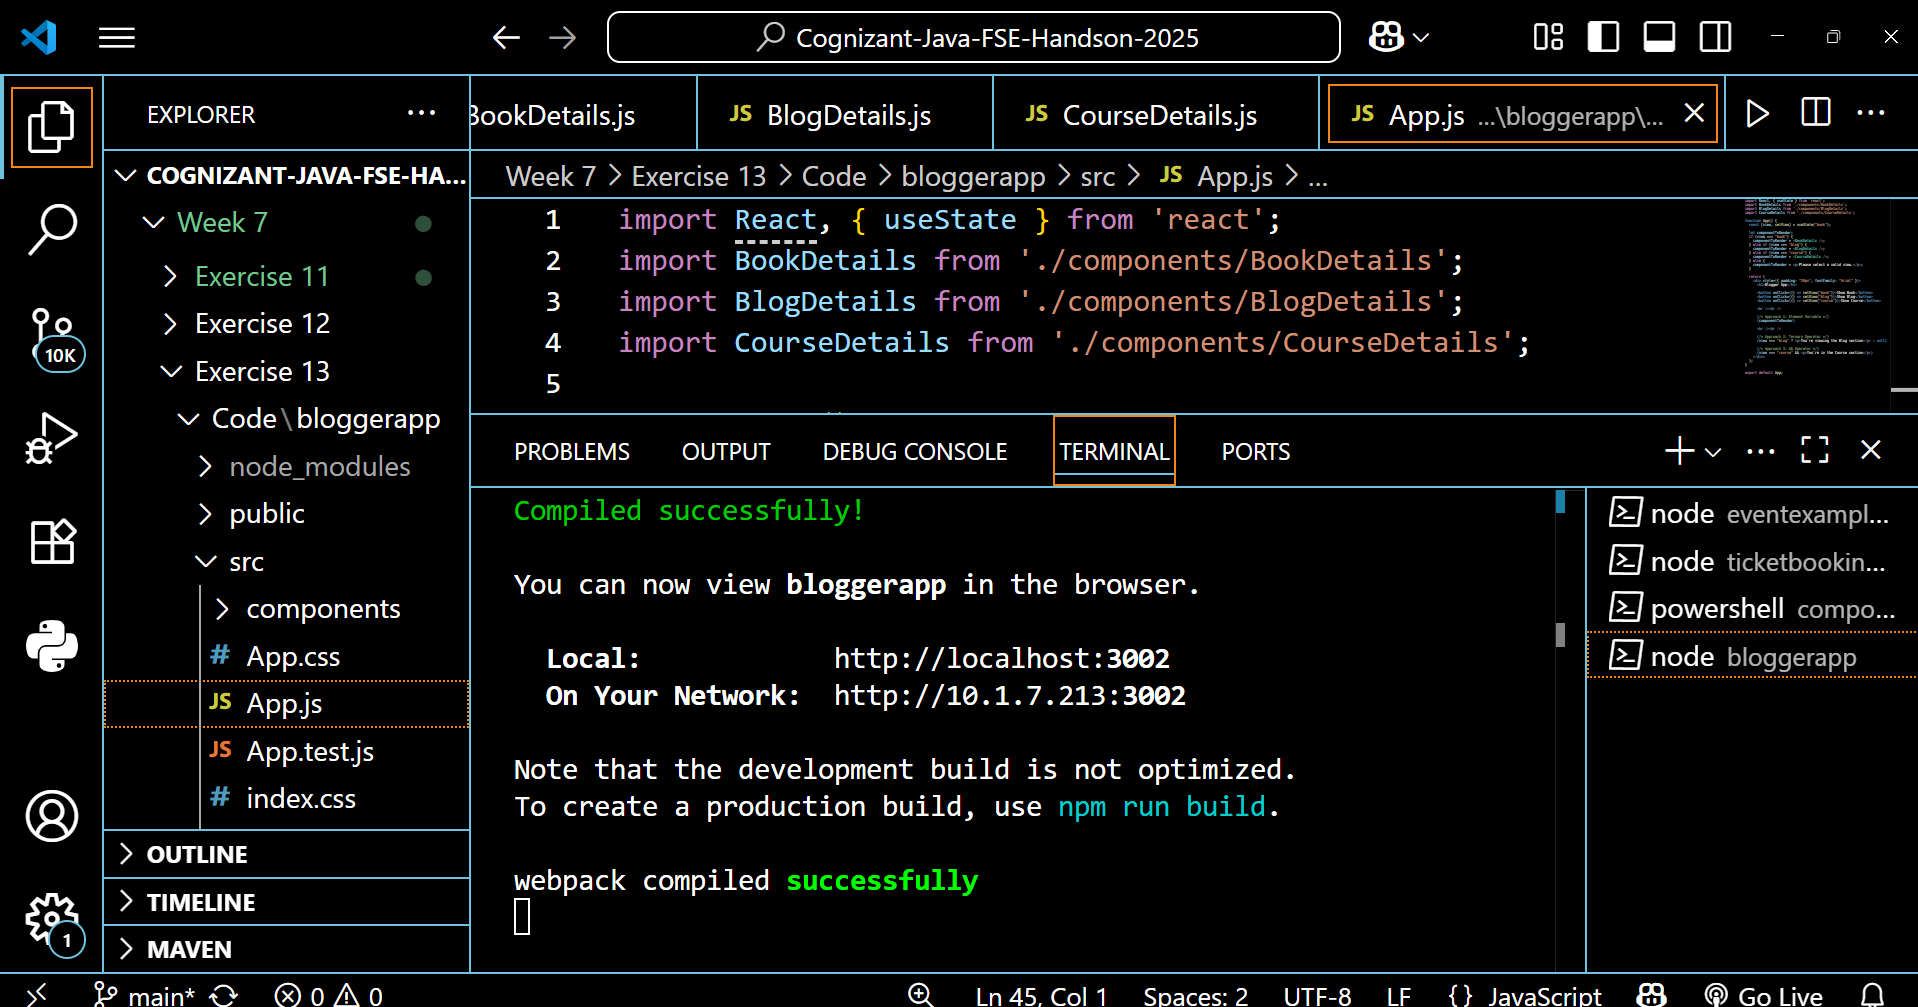 Cognizant-Java-FSE-Handson-2025
EXPLORER
COGNIZANT-JAVA-FSE-HA...
Week 7
Exercise 11
Exercise 12
Exercise 13
Code\bloggerapp
node_modules
public
src
components
# App.css
JS App.js
JS App.test.js
# index.css
OUTLINE
TIMELINE
MAVEN
10K
1
BookDetails.js
JS BlogDetails.js
JS CourseDetails.js
JS App.js ...\bloggerapp\...
Week 7 > Exercise 13 > Code > bloggerapp > src > JS App.js > ...
1 import React, { useState } from 'react';
2 import BookDetails from './components/BookDetails';
3 import BlogDetails from './components/BlogDetails';
4 import CourseDetails from './components/CourseDetails';
5
PROBLEMS OUTPUT DEBUG CONSOLE TERMINAL PORTS
Compiled successfully!
You can now view bloggerapp in the browser.
Local: http://localhost:3002
On Your Network: http://10.1.7.213:3002
Note that the development build is not optimized.
To create a production build, use npm run build.
webpack compiled successfully
node eventexampl...
node ticketbookin...
powershell compo...
node bloggerapp
main* 0 0 Ln 45, Col 1 Spaces: 2 UTF-8 LF {} JavaScript Go Live